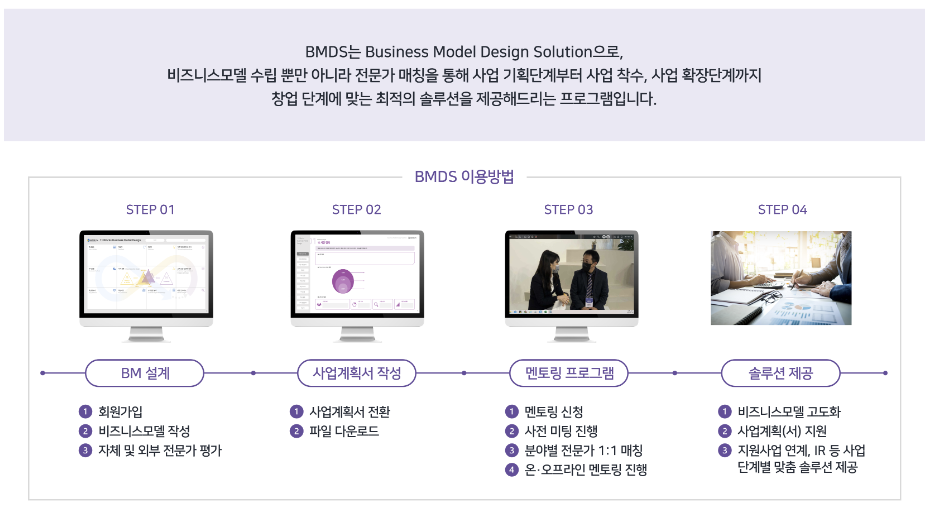 BMDS는 Business Model Design Solution으로,
비즈니스모델 수립 뿐만 아니라 전문가 매칭을 통해 사업 기획단계부터 사업 착수, 사업 확장단계까지
창업 단계에 맞는 최적의 솔루션을 제공해드리는 프로그램입니다.
BMDS 이용방법
STEP 01
STEP 02
STEP 03
STEP 04
BM 설계
사업계획서 작성
멘토링 프로그램
솔루션 제공
1 회원가입
2 비즈니스모델 작성
3 자체 및 외부 전문가 평가
1 사업계획서 전환
2 파일 다운로드
1 멘토링 신청
2 사전 미팅 진행
3 분야별 전문가 1:1 매칭
4 온·오프라인 멘토링 진행
1 비즈니스모델 고도화
2 사업계획(서) 지원
3 지원사업 연계, IR 등 사업
단계별 맞춤 솔루션 제공